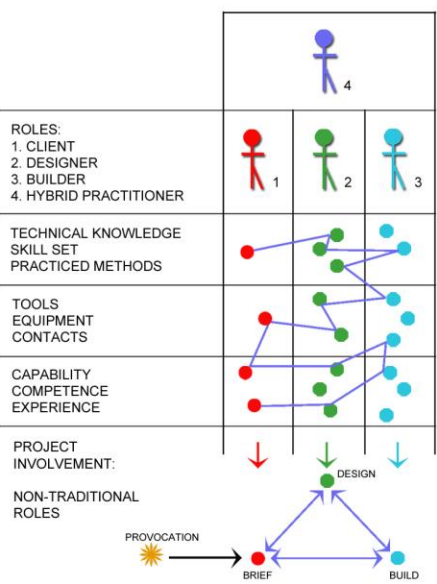 4
ROLES:
1. CLIENT
2. DESIGNER
3. BUILDER
4. HYBRID PRACTITIONER
1
2
3
TECHNICAL KNOWLEDGE
SKILL SET
PRACTICED METHODS
TOOLS
EQUIPMENT
CONTACTS
CAPABILITY
COMPETENCE
EXPERIENCE
PROJECT
INVOLVEMENT:
NON-TRADITIONAL
ROLES
DESIGN
PROVOCATION
BRIEF
BUILD